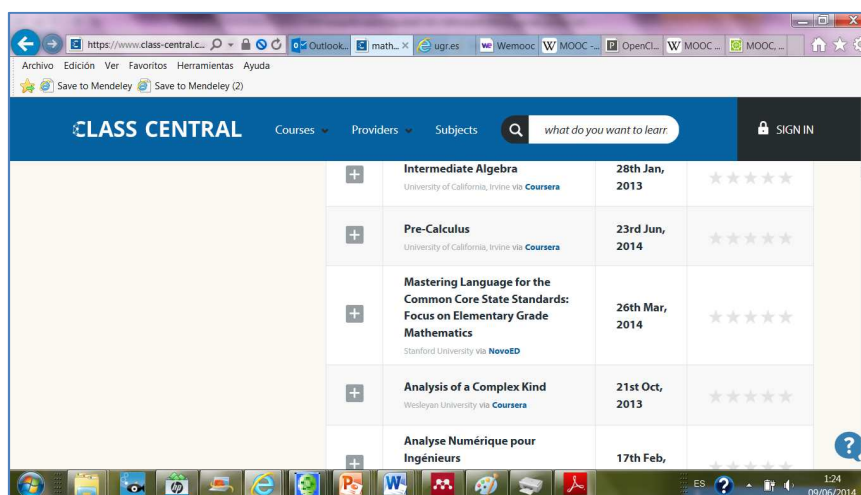 https://www.class-central.c...
Outlook...
math...
ugr.es
Wemooc
MOOC -...
OpenCl...
MOOC ...
MOOC, ...
Archivo Edición Ver Favoritos Herramientas Ayuda
Save to Mendeley Save to Mendeley (2)
CLASS CENTRAL Courses Providers Subjects what do you want to learn SIGN IN
Intermediate Algebra
University of California, Irvine via Coursera
28th Jan,
2013
Pre-Calculus
University of California, Irvine via Coursera
23rd Jun,
2014
Mastering Language for the
Common Core State Standards:
Focus on Elementary Grade
Mathematics
Stanford University via NovoED
26th Mar,
2014
Analysis of a Complex Kind
Wesleyan University via Coursera
21st Oct,
2013
Analyse Numérique pour
Ingénieurs
17th Feb,
ES
1:24
09/06/2014